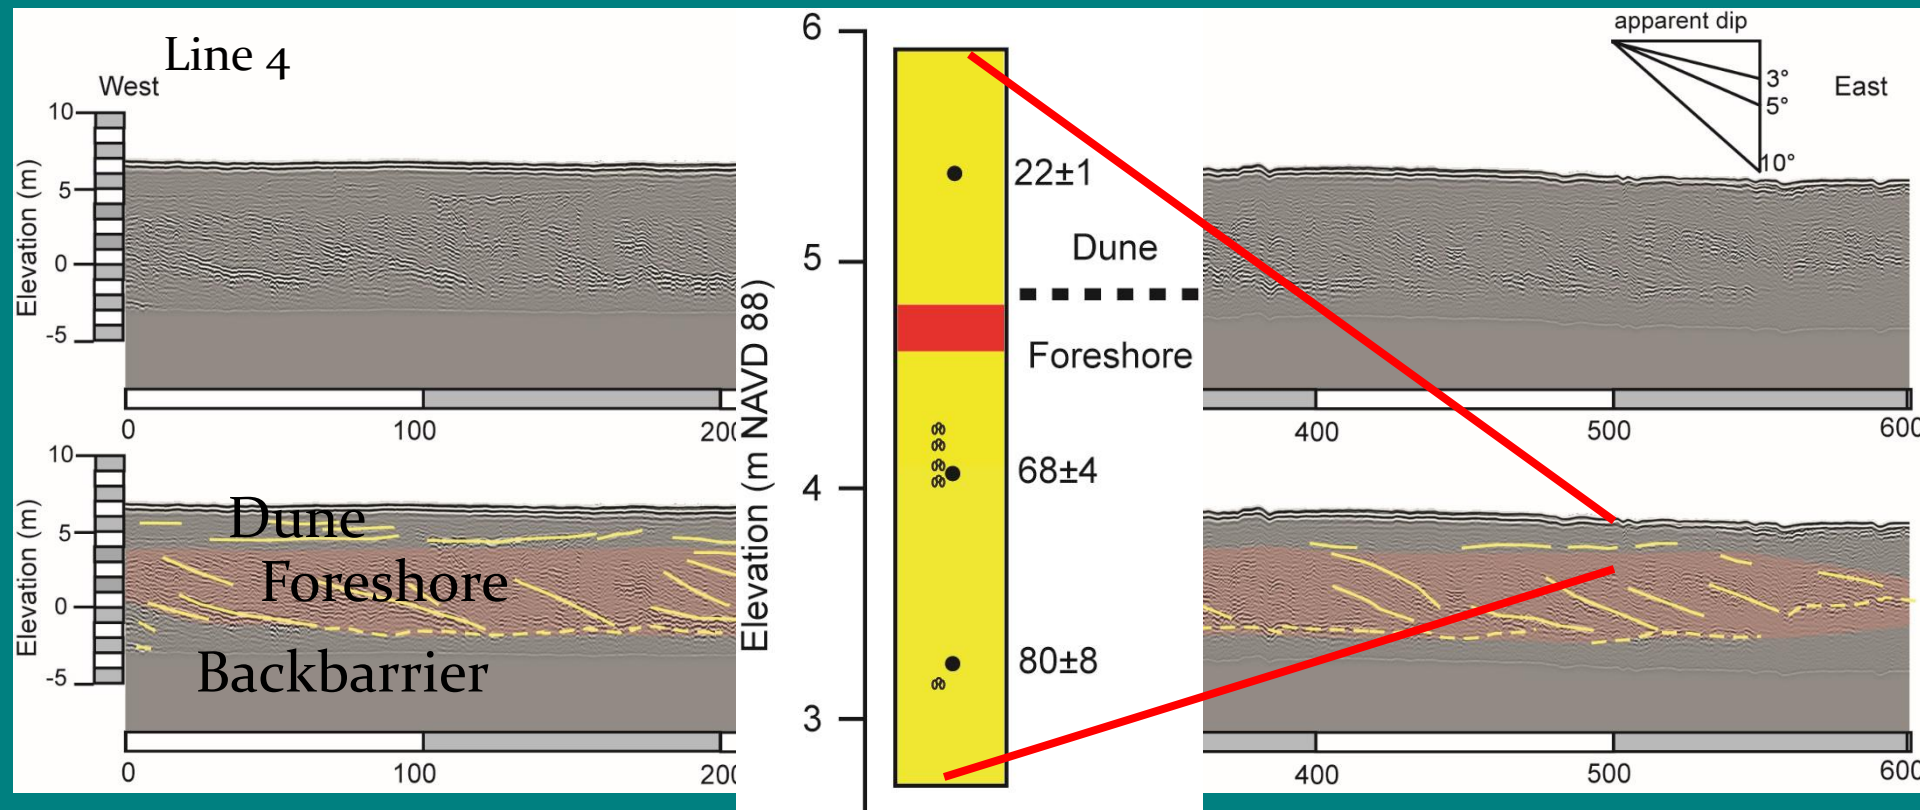 Line 4
West
10
5
0
-5
Elevation (m)
0
100
200
10
5
0
-5
Elevation (m)
Dune
Foreshore
Backbarrier
0
100
200
6
5
4
3
Elevation (m NAVD 88)
22±1
Dune
Foreshore
68±4
80±8
apparent dip
3°
5°
10°
East
400
500
600
400
500
600